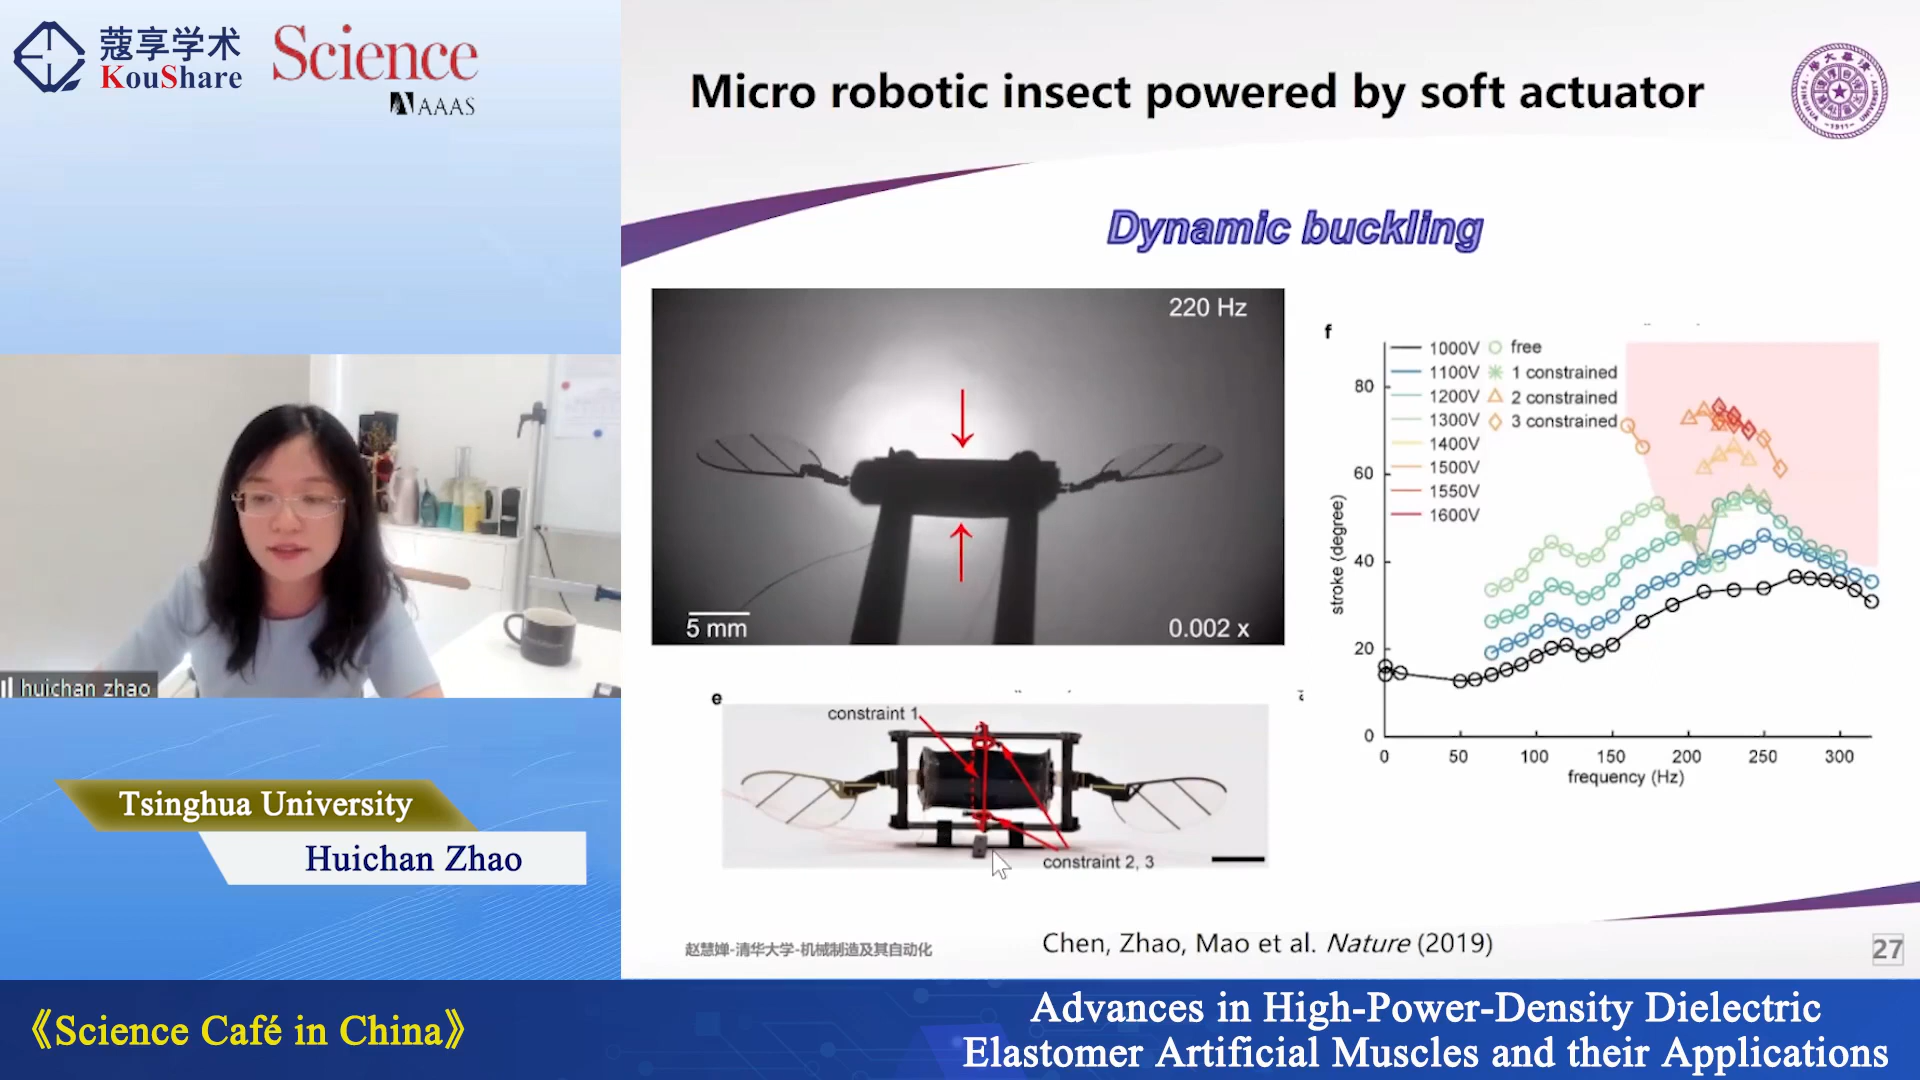 蔻享学术
KouShare
Science
AAAS
Micro robotic insect powered by soft actuator
Dynamic buckling
220 Hz
5 mm
0.002 x
f
1000V
1100V
1200V
1300V
1400V
1500V
1550V
1600V
free
1 constrained
2 constrained
3 constrained
stroke (degree)
80
60
40
20
0
0 50 100 150 200 250 300
frequency (Hz)
e
constraint 1
constraint 2, 3
huichan zhao
Tsinghua University
Huichan Zhao
赵慧婵-清华大学-机械制造及其自动化
Chen, Zhao, Mao et al. Nature (2019)
27
《Science Café in China》
Advances in High-Power-Density Dielectric
Elastomer Artificial Muscles and their Applications